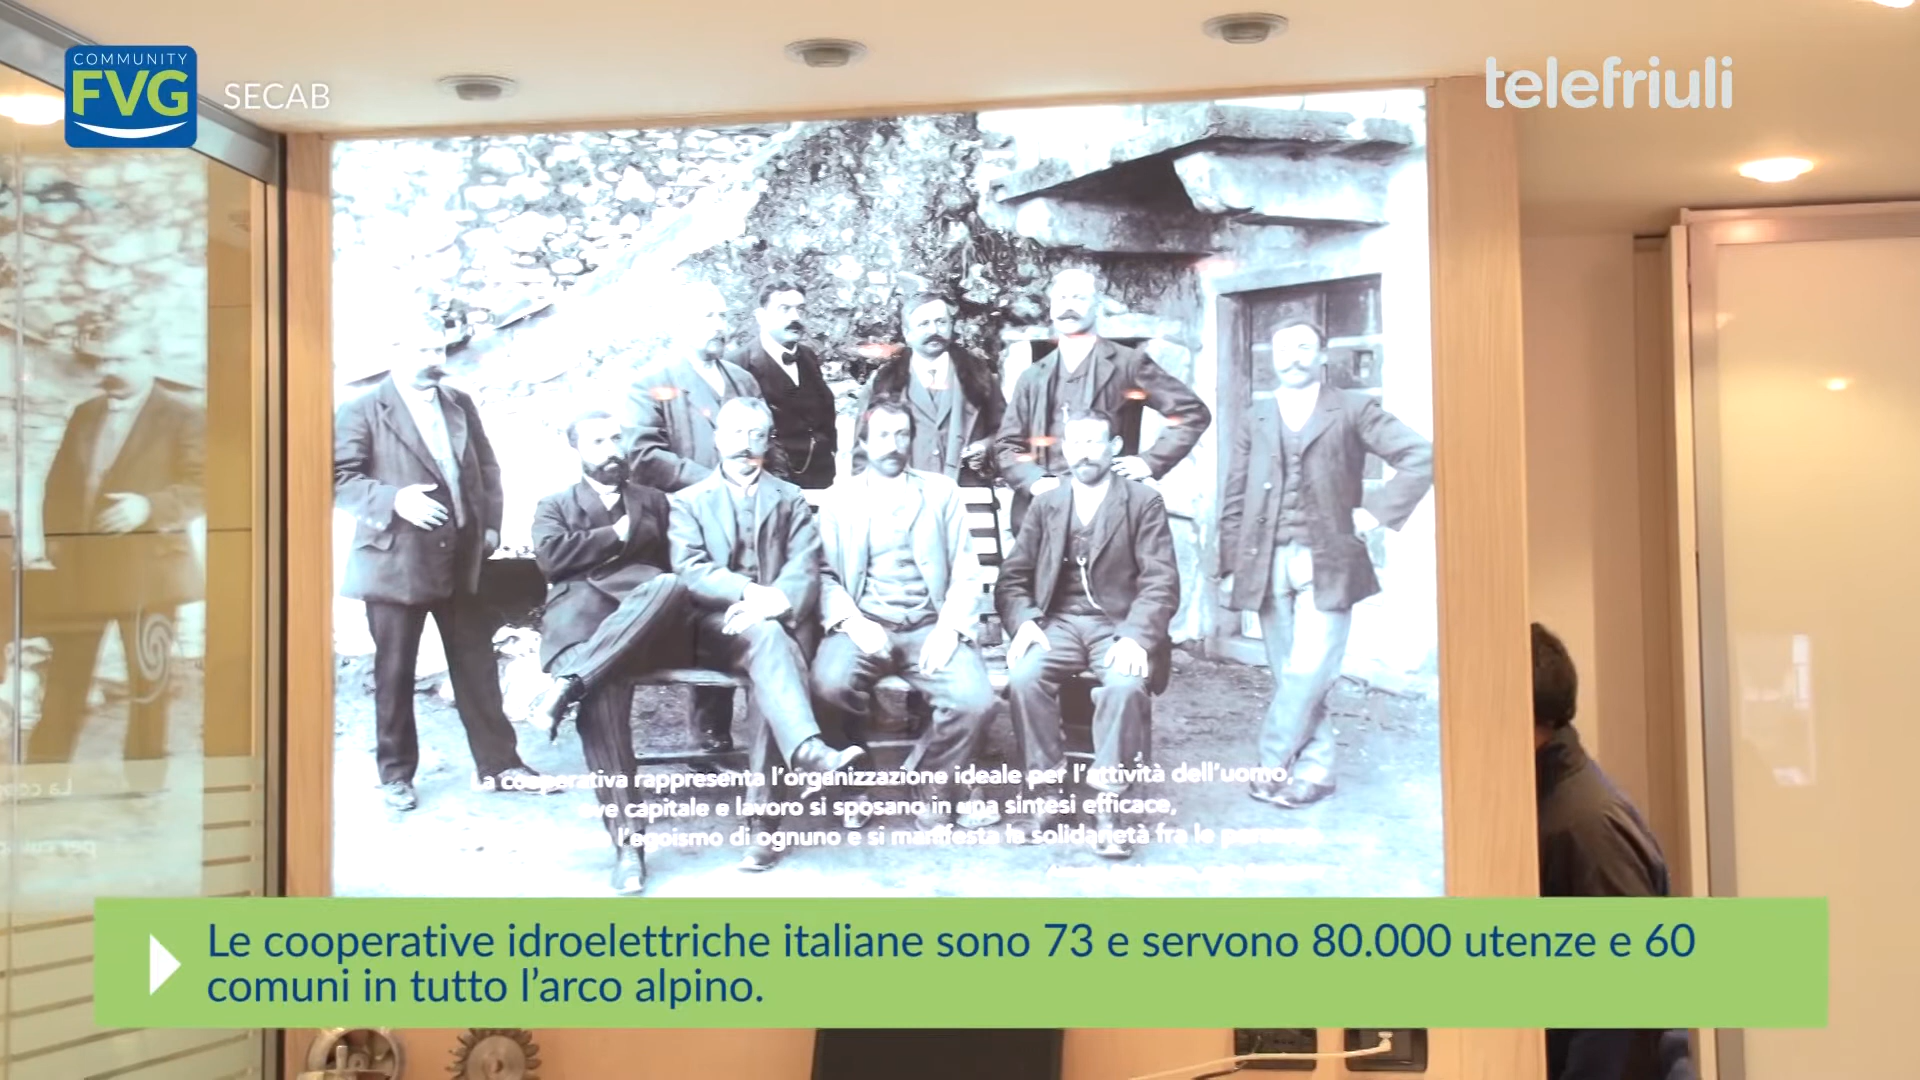 COMMUNITY
FVG
SECAB
telefriuli
La cooperativa rappresenta l'organizzazione ideale per l'attività dell'uomo,
ove capitale e lavoro si sposano in una sintesi efficace,
l'egoismo di ognuno e si manifesta la solidarietà fra le persone.
Le cooperative idroelettriche italiane sono 73 e servono 80.000 utenze e 60
comuni in tutto l'arco alpino.